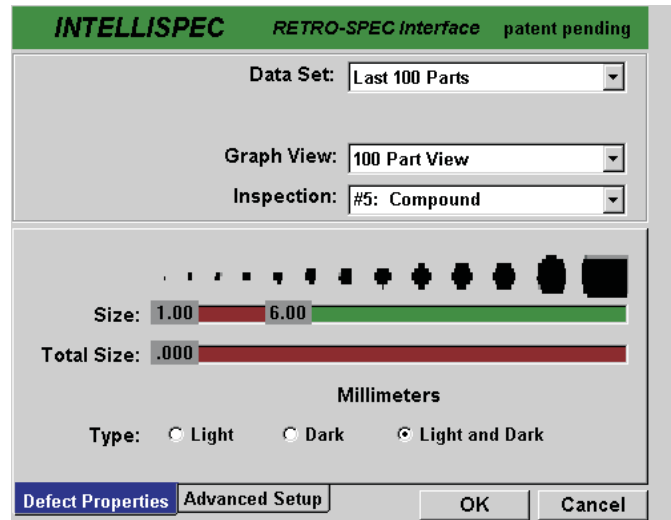 INTELLISPEC RETRO-SPEC Interface patent pending
Data Set: Last 100 Parts
Graph View: 100 Part View
Inspection: #5: Compound
Size: 1.00 6.00
Total Size: .000
Millimeters
Type: Light Dark Light and Dark
Defect Properties Advanced Setup OK Cancel